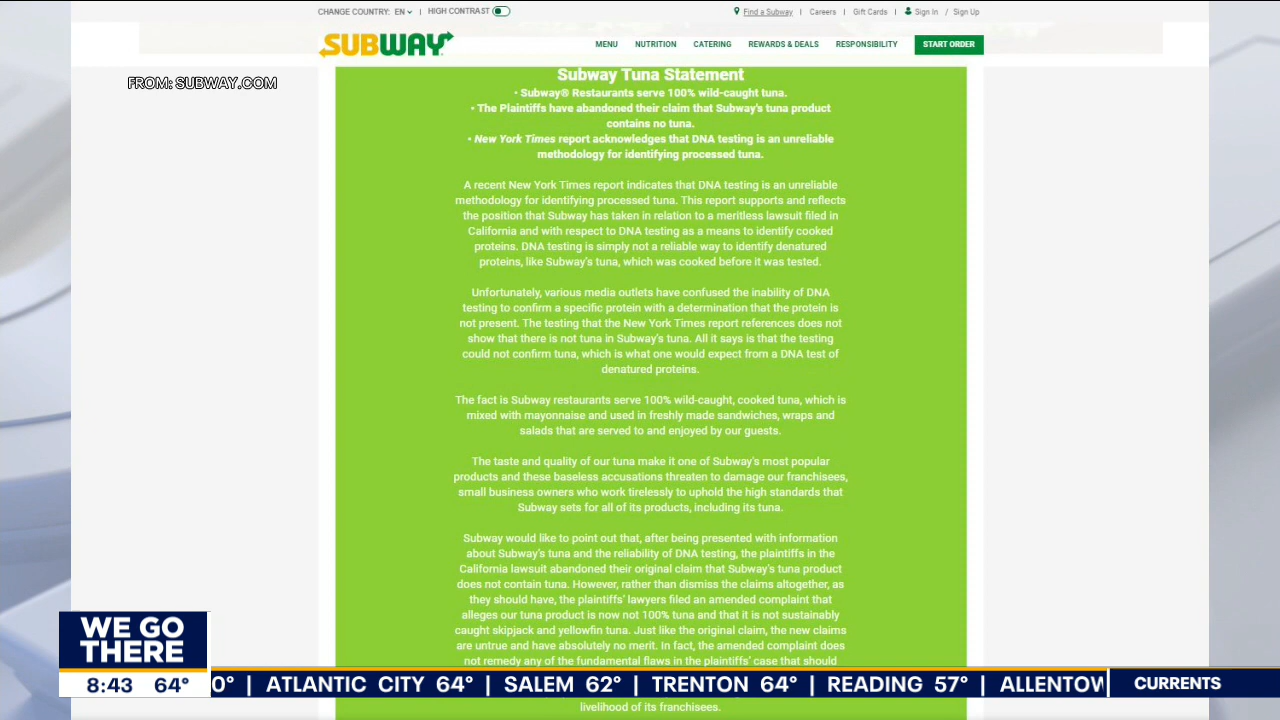 CHANGE COUNTRY: EN | HIGH CONTRAST
Find a Subway | Careers | Gift Cards | Sign In / Sign Up
SUBWAY
MENU NUTRITION CATERING REWARDS & DEALS RESPONSIBILITY START ORDER
FROM: SUBWAY.COM
Subway Tuna Statement
• Subway® Restaurants serve 100% wild-caught tuna.
• The Plaintiffs have abandoned their claim that Subway's tuna product
contains no tuna.
• New York Times report acknowledges that DNA testing is an unreliable
methodology for identifying processed tuna.
A recent New York Times report indicates that DNA testing is an unreliable
methodology for identifying processed tuna. This report supports and reflects
the position that Subway has taken in relation to a meritless lawsuit filed in
California and with respect to DNA testing as a means to identify cooked
proteins. DNA testing is simply not a reliable way to identify denatured
proteins, like Subway's tuna, which was cooked before it was tested.
Unfortunately, various media outlets have confused the inability of DNA
testing to confirm a specific protein with a determination that the protein is
not present. The testing that the New York Times report references does not
show that there is not tuna in Subway's tuna. All it says is that the testing
could not confirm tuna, which is what one would expect from a DNA test of
denatured proteins.
The fact is Subway restaurants serve 100% wild-caught, cooked tuna, which is
mixed with mayonnaise and used in freshly made sandwiches, wraps and
salads that are served to and enjoyed by our guests.
The taste and quality of our tuna make it one of Subway's most popular
products and these baseless accusations threaten to damage our franchisees,
small business owners who work tirelessly to uphold the high standards that
Subway sets for all of its products, including its tuna.
Subway would like to point out that, after being presented with information
about Subway's tuna and the reliability of DNA testing, the plaintiffs in the
California lawsuit abandoned their original claim that Subway's tuna product
does not contain tuna. However, rather than dismiss the claims altogether, as
they should have, the plaintiffs' lawyers filed an amended complaint that
alleges our tuna product is now not 100% tuna and that it is not sustainably
caught skipjack and yellowfin tuna. Just like the original claim, the new claims
are untrue and have absolutely no merit. In fact, the amended complaint does
not remedy any of the fundamental flaws in the plaintiffs' case that should
livelihood of its franchisees.
WE GO
THERE
8:43 64°
0° | ATLANTIC CITY 64° | SALEM 62° | TRENTON 64° | READING 57° | ALLENTOW
CURRENTS